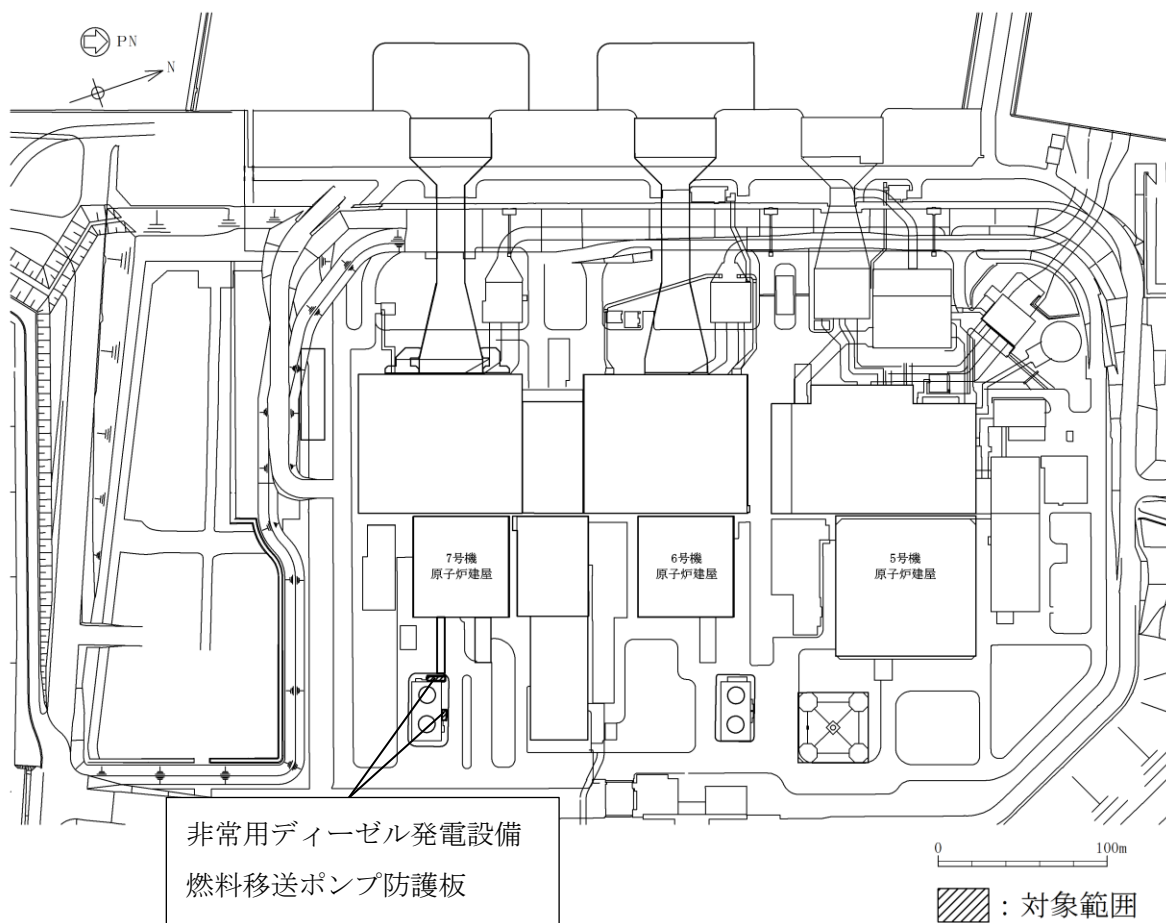 PN
N
7号機
原子炉建屋
6号機
原子炉建屋
5号機
原子炉建屋
非常用ディーゼル発電設備
燃料移送ポンプ防護板
0 100m
：対象範囲